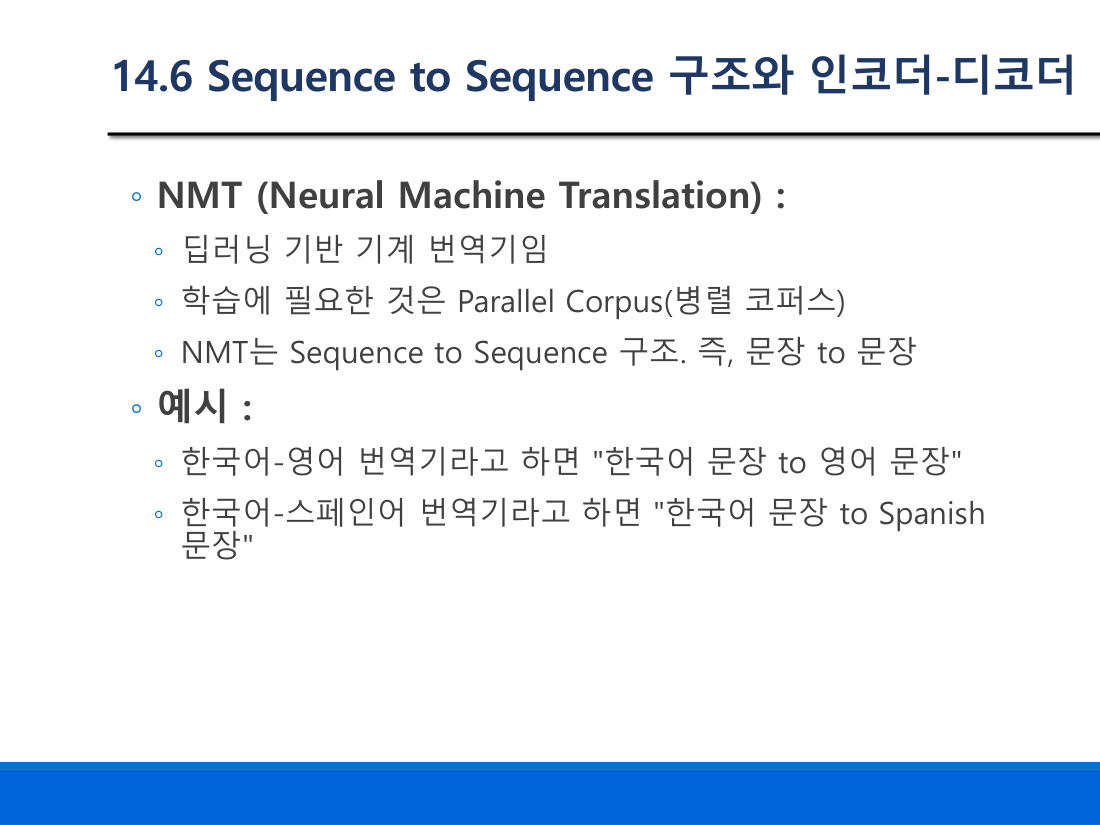 14.6 Sequence to Sequence 구조와 인코더-디코더
◦ NMT (Neural Machine Translation) :
◦ 딥러닝 기반 기계 번역기임
◦ 학습에 필요한 것은 Parallel Corpus(병렬 코퍼스)
◦ NMT는 Sequence to Sequence 구조. 즉, 문장 to 문장
◦ 예시 :
◦ 한국어-영어 번역기라고 하면 "한국어 문장 to 영어 문장"
◦ 한국어-스페인어 번역기라고 하면 "한국어 문장 to Spanish
문장"